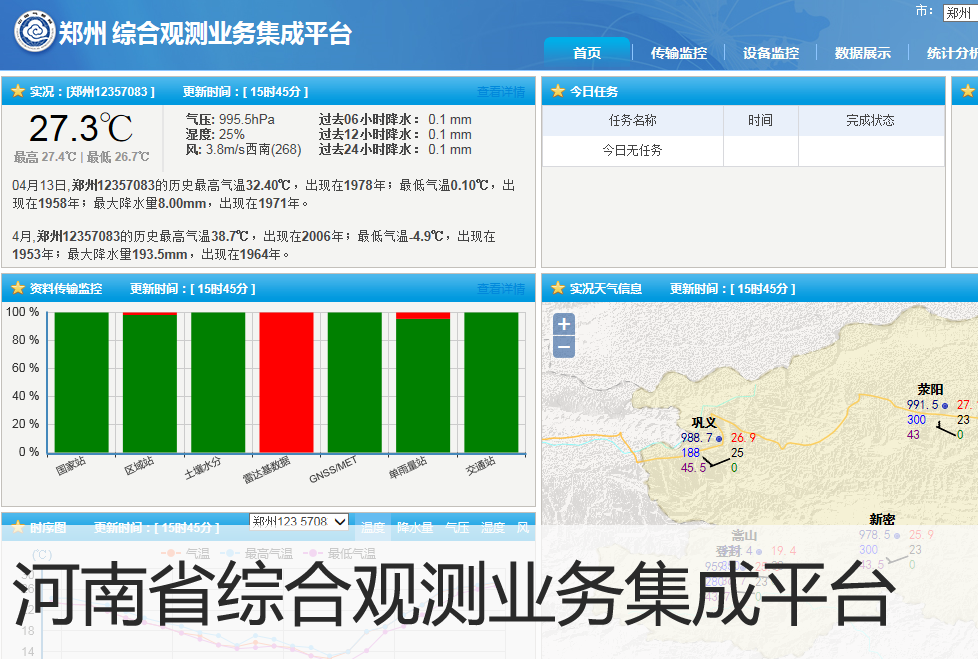 郑州 综合观测业务集成平台
市： 郑州
首页 传输监控 设备监控 数据展示 统计分析
实况：[郑州12357083 ] 更新时间：[ 15时45分 ] 查看详情
27.3℃
最高 27.4℃ | 最低 26.7℃
气压: 995.5hPa 过去06小时降水： 0.1 mm
湿度: 25% 过去12小时降水： 0.1 mm
风: 3.8m/s西南(268) 过去24小时降水： 0.1 mm
04月13日,郑州12357083的历史最高气温32.40℃，出现在1978年；最低气温0.10℃，出
现在1958年；最大降水量8.00mm，出现在1971年。
4月,郑州12357083的历史最高气温38.7℃，出现在2006年；最低气温-4.9℃，出现在
1953年；最大降水量193.5mm，出现在1964年。
今日任务
任务名称 时间 完成状态
今日无任务
资料传输监控 更新时间：[ 15时45分 ] 查看详情
100 %
80 %
60 %
40 %
20 %
0 %
国家站 区域站 土壤水分 雷达基数据 GNSS/MET 单雨量站 交通站
实况天气信息 更新时间：[ 15时45分 ]
+
−
荥阳
991.5 27.
300 23
43 0
巩义
988.7 26.9
188 25
45.5 0
新密
978.5 25.9
300 23
43.5 0
嵩山
登封 19.4
23
时序图 更新时间：[ 15时45分 ] 郑州123 5708 温度 降水量 气压 湿度 风
(℃) 气温 最高气温 最低气温
30
18
14
河南省综合观测业务集成平台